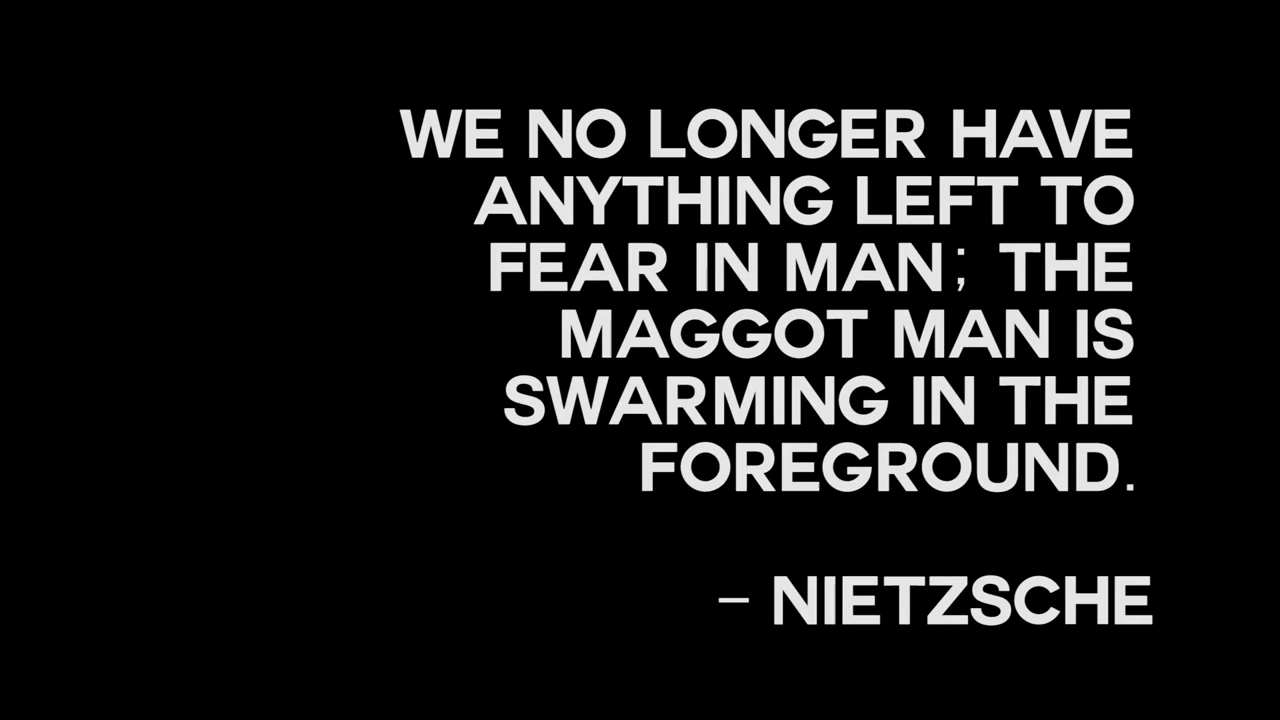 WE NO LONGER HAVE
ANYTHING LEFT TO
FEAR IN MAN; THE
MAGGOT MAN IS
SWARMING IN THE
FOREGROUND.
– NIETZSCHE